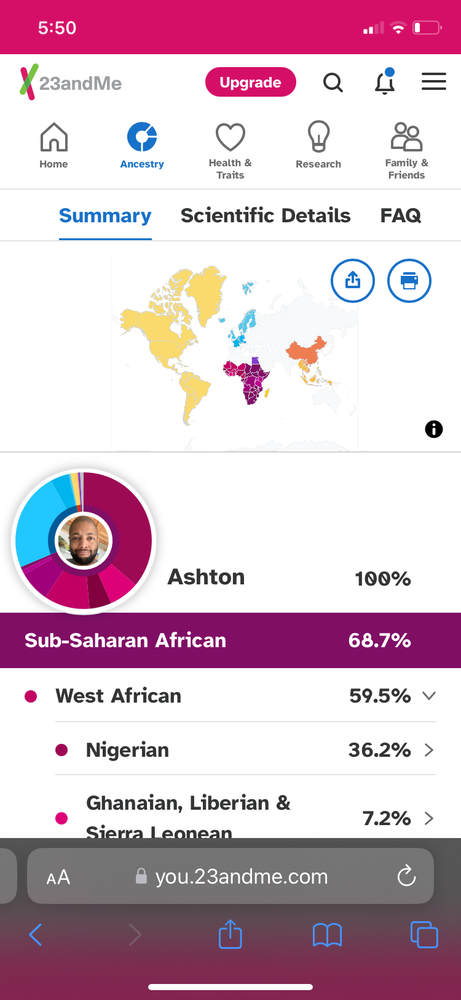 5:50
23andMe
Upgrade
Home
Ancestry
Health &
Traits
Research
Family &
Friends
Summary
Scientific Details
FAQ
Ashton
100%
Sub-Saharan African
68.7%
West African
59.5%
Nigerian
36.2%
Ghanaian, Liberian &
Sierra Leonean
7.2%
AA
you.23andme.com